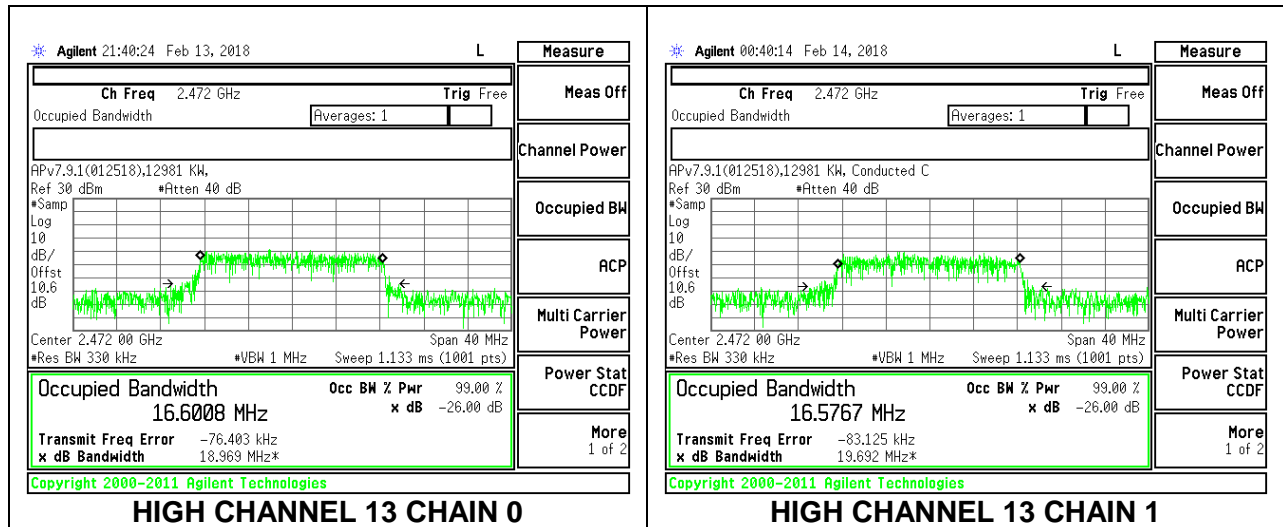 Agilent 21:40:24 Feb 13, 2018 L Measure
Ch Freq 2.472 GHz Trig Free
Occupied Bandwidth Averages: 1
APv7.9.1(012518),12981 KW,
Ref 30 dBm #Atten 40 dB
#Samp
Log
10
dB/
Offst
10.6
dB
Center 2.472 00 GHz Span 40 MHz
#Res BW 330 kHz #VBW 1 MHz Sweep 1.133 ms (1001 pts)
Occupied Bandwidth Occ BW % Pwr 99.00 %
16.6008 MHz x dB -26.00 dB
Transmit Freq Error -76.403 kHz
x dB Bandwidth 18.969 MHz*
Meas Off
Channel Power
Occupied BW
ACP
Multi Carrier
Power
Power Stat
CCDF
More
1 of 2
Copyright 2000-2011 Agilent Technologies
HIGH CHANNEL 13 CHAIN 0
Agilent 00:40:14 Feb 14, 2018 L Measure
Ch Freq 2.472 GHz Trig Free
Occupied Bandwidth Averages: 1
APv7.9.1(012518),12981 KW, Conducted C
Ref 30 dBm #Atten 40 dB
#Samp
Log
10
dB/
Offst
10.6
dB
Center 2.472 00 GHz Span 40 MHz
#Res BW 330 kHz #VBW 1 MHz Sweep 1.133 ms (1001 pts)
Occupied Bandwidth Occ BW % Pwr 99.00 %
16.5767 MHz x dB -26.00 dB
Transmit Freq Error -83.125 kHz
x dB Bandwidth 19.692 MHz*
Meas Off
Channel Power
Occupied BW
ACP
Multi Carrier
Power
Power Stat
CCDF
More
1 of 2
Copyright 2000-2011 Agilent Technologies
HIGH CHANNEL 13 CHAIN 1